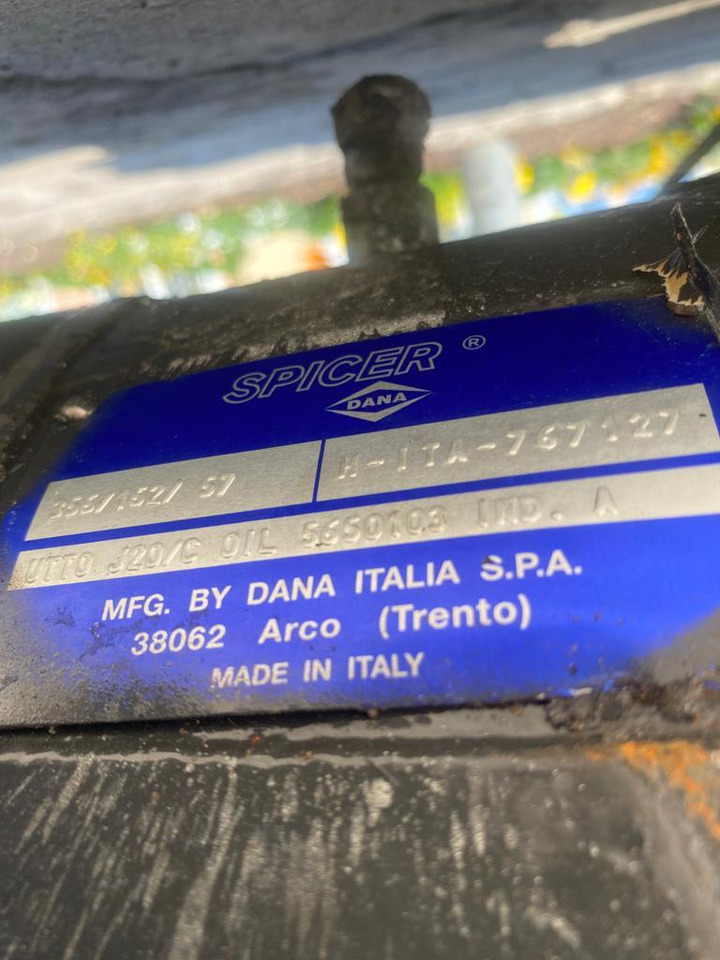 SPICER ®
DANA
356/152/ 57
N-ITA-767127
UTTO J20/C OIL 5650103 IND. A
MFG. BY DANA ITALIA S.P.A.
38062 Arco (Trento)
MADE IN ITALY